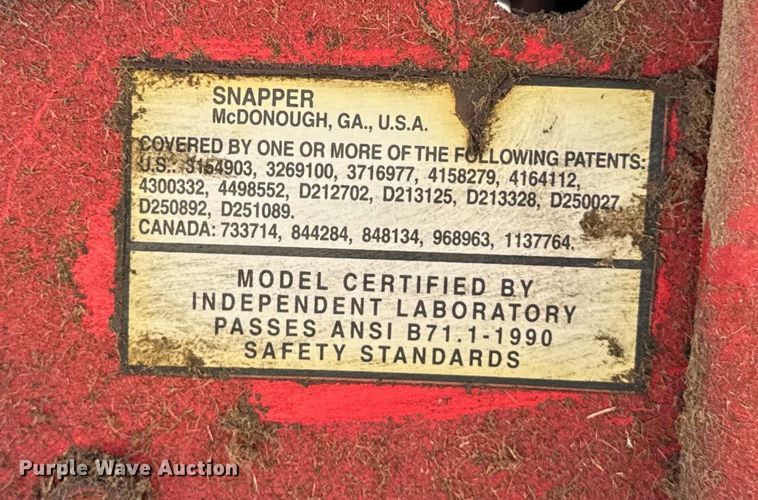 SNAPPER
McDONOUGH, GA., U.S.A.
COVERED BY ONE OR MORE OF THE FOLLOWING PATENTS:
U.S.: 3154903, 3269100, 3716977, 4158279, 4164112,
4300332, 4498552, D212702, D213125, D213328, D250027,
D250892, D251089.
CANADA: 733714, 844284, 848134, 968963, 1137764.
MODEL CERTIFIED BY
INDEPENDENT LABORATORY
PASSES ANSI B71.1-1990
SAFETY STANDARDS
Purple Wave Auction